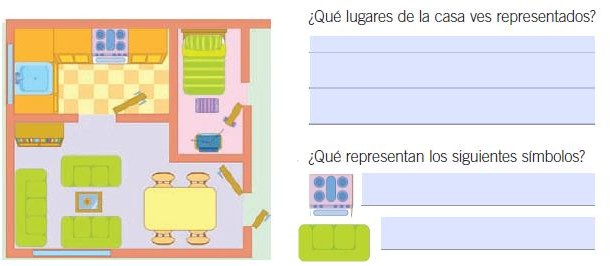 ¿Qué lugares de la casa ves representados?
¿Qué representan los siguientes símbolos?